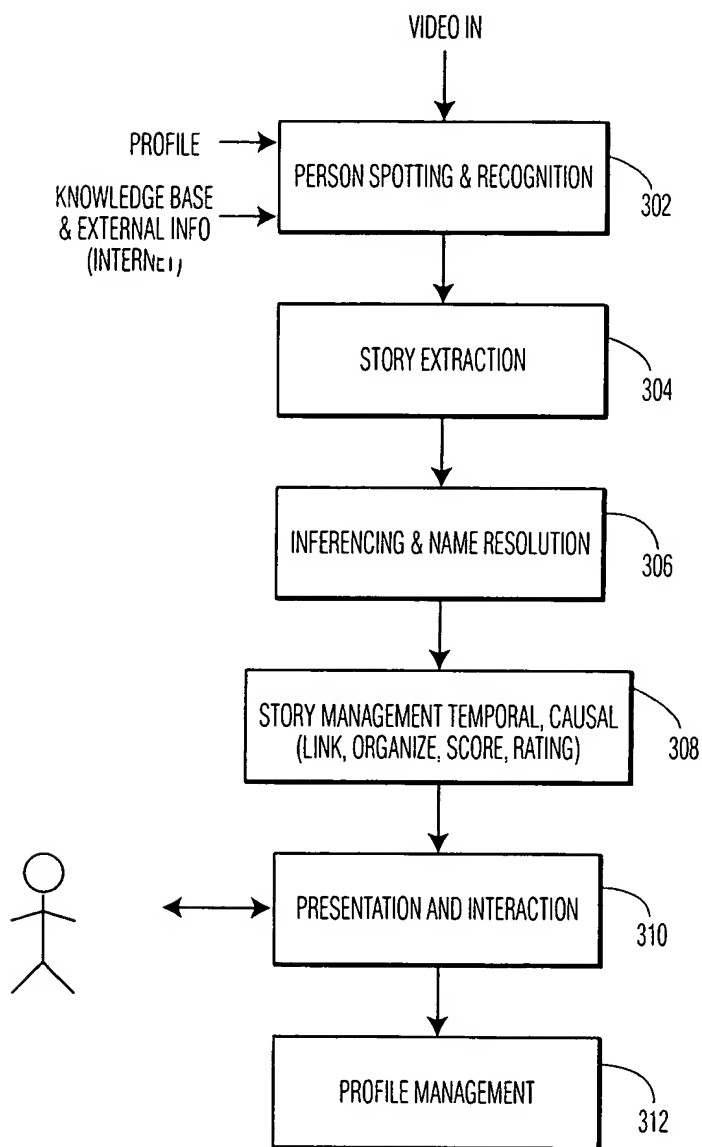 VIDEO IN
PROFILE
PERSON SPOTTING & RECOGNITION
302
KNOWLEDGE BASE
& EXTERNAL INFO
(INTERNET)
STORY EXTRACTION
304
INFERENCING & NAME RESOLUTION
306
STORY MANAGEMENT TEMPORAL, CAUSAL
(LINK, ORGANIZE, SCORE, RATING)
308
PRESENTATION AND INTERACTION
310
PROFILE MANAGEMENT
312